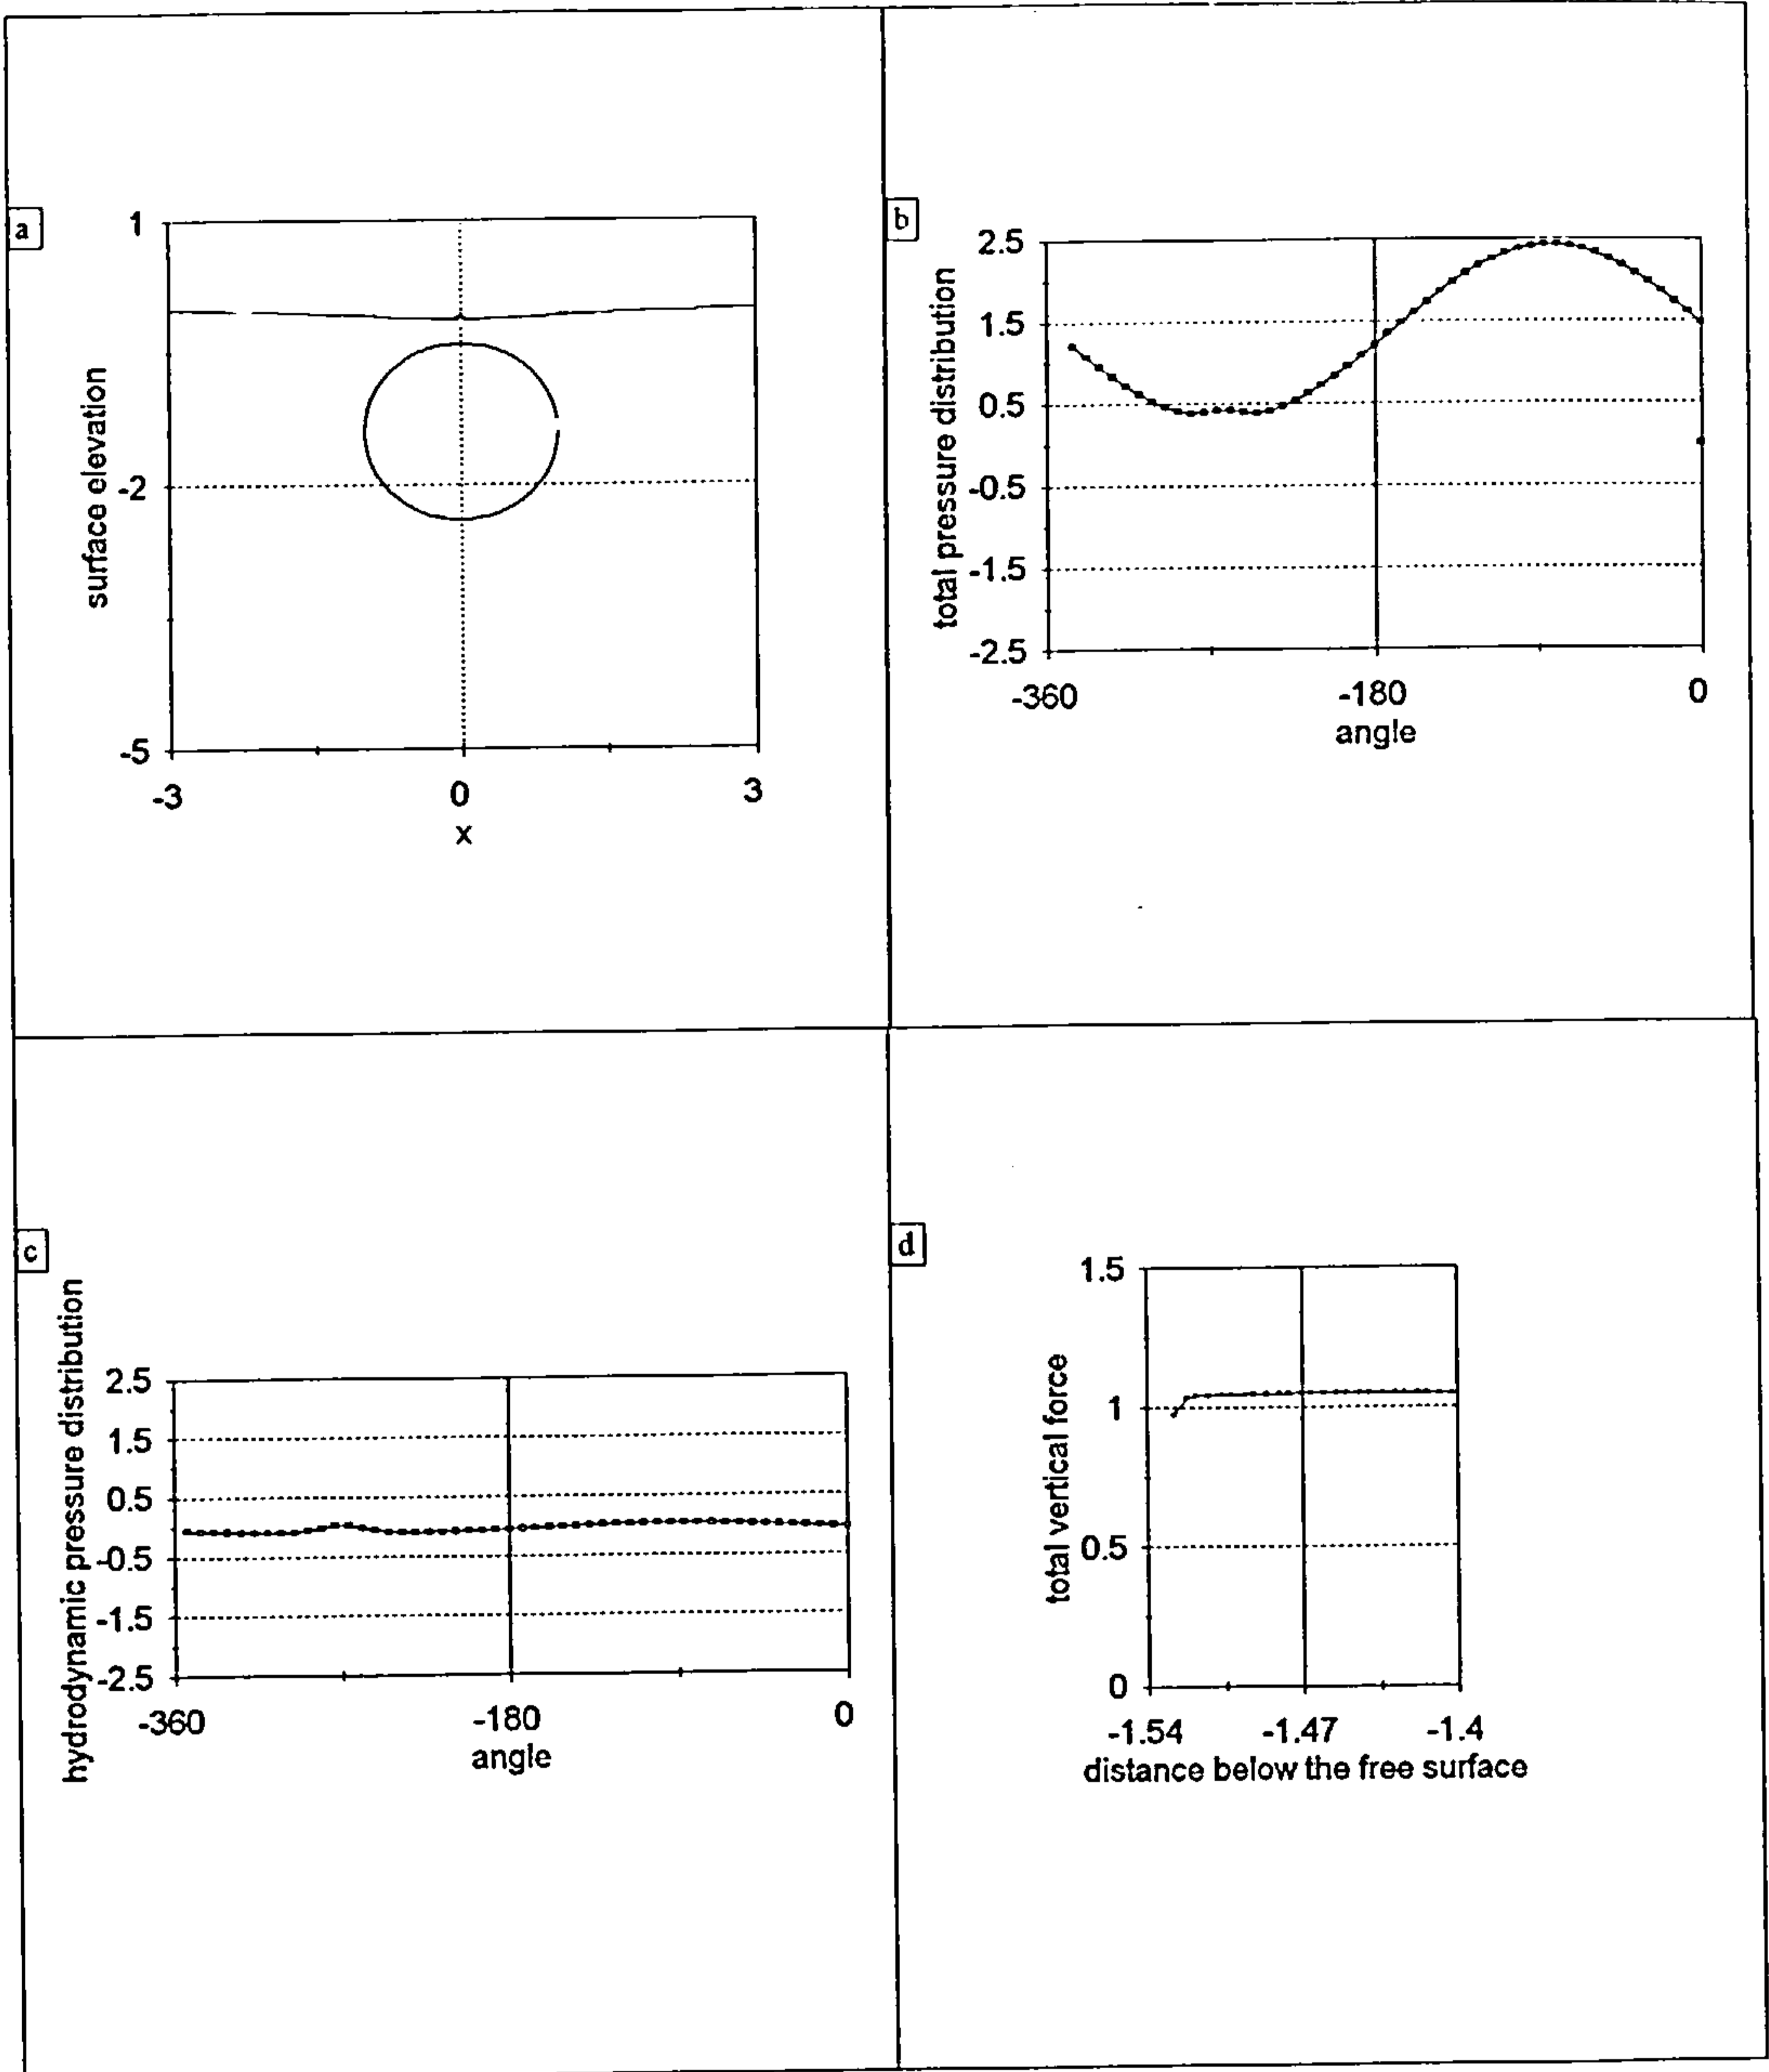 a
1
-2
-5
surface elevation
-3
0
3
x
b
2.5
1.5
0.5
-0.5
-1.5
-2.5
total pressure distribution
-360
-180
0
angle
c
2.5
1.5
0.5
-0.5
-1.5
-2.5
hydrodynamic pressure distribution
-360
-180
0
angle
d
1.5
1
0.5
0
total vertical force
-1.54
-1.47
-1.4
distance below the free surface